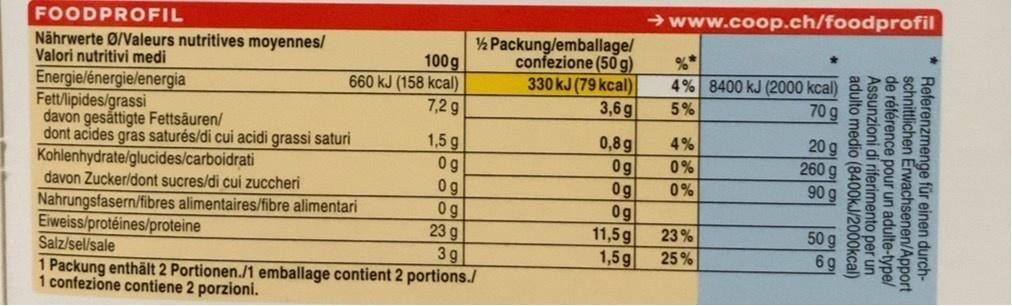 FOODPROFIL → www.coop.ch/foodprofil
Nährwerte Ø/Valeurs nutritives moyennes/ ½ Packung/emballage/
Valori nutritivi medi 100g confezione (50g) %* *
Energie/énergie/energia 660 kJ (158 kcal) 330 kJ (79 kcal) 4% 8400 kJ (2000 kcal)
Fett/lipides/grassi 7,2 g 3,6 g 5% 70 g
davon gesättigte Fettsäuren/
dont acides gras saturés/di cui acidi grassi saturi 1,5 g 0,8 g 4% 20 g
Kohlenhydrate/glucides/carboidrati 0 g 0 g 0% 260 g
davon Zucker/dont sucres/di cui zuccheri 0 g 0 g 0% 90 g
Nahrungsfasern/fibres alimentaires/fibre alimentari 0 g 0 g
Eiweiss/protéines/proteine 23 g 11,5 g 23% 50 g
Salz/sel/sale 3 g 1,5 g 25% 6 g
1 Packung enthält 2 Portionen./1 emballage contient 2 portions./
1 confezione contiene 2 porzioni.
* Referenzmenge für einen durch-
schnittlichen Erwachsenen/Apport
de référence pour un adulte-type/
Assunzioni di riferimento per un
adulto medio (8400kJ/2000kcal)